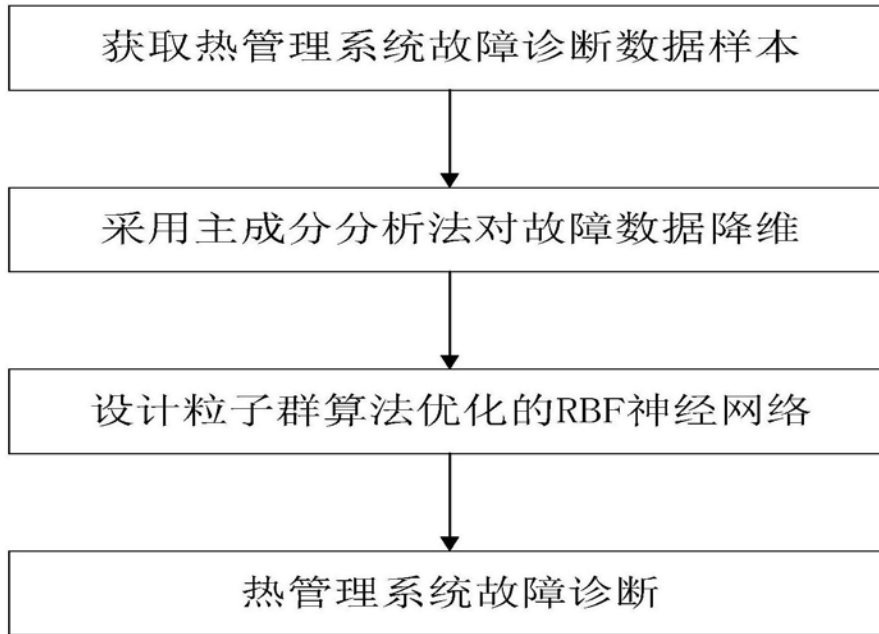 获取热管理系统故障诊断数据样本
采用主成分分析法对故障数据降维
设计粒子群算法优化的RBF神经网络
热管理系统故障诊断